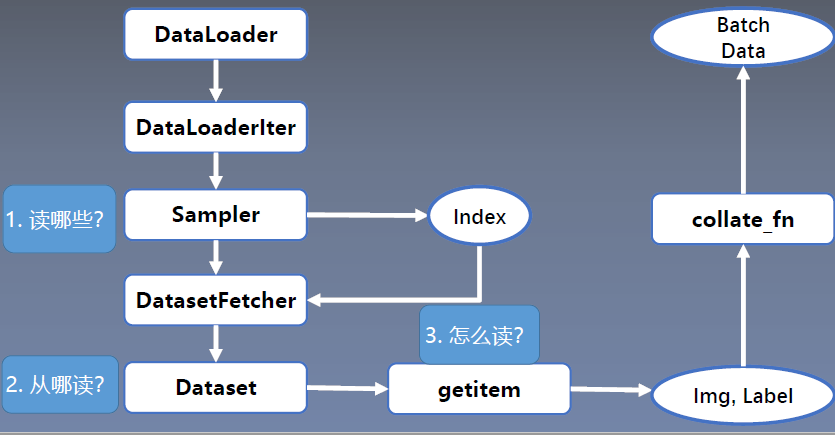 DataLoader
DataLoaderIter
1. 读哪些?
Sampler
Index
DatasetFetcher
2. 从哪读?
Dataset
3. 怎么读?
getitem
Img, Label
collate_fn
Batch
Data